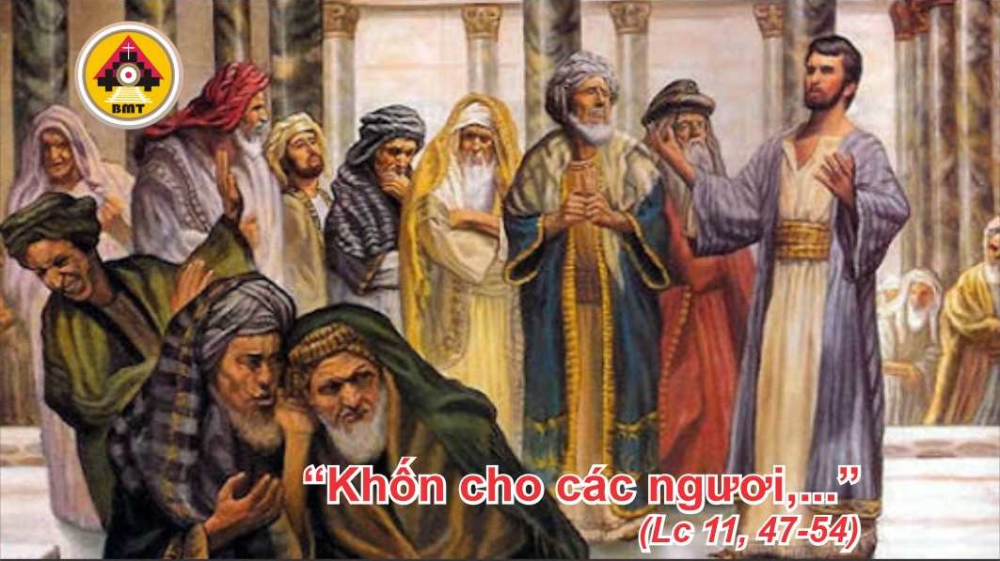 BMT
“Khốn cho các ngươi,...”
(Lc 11, 47-54)